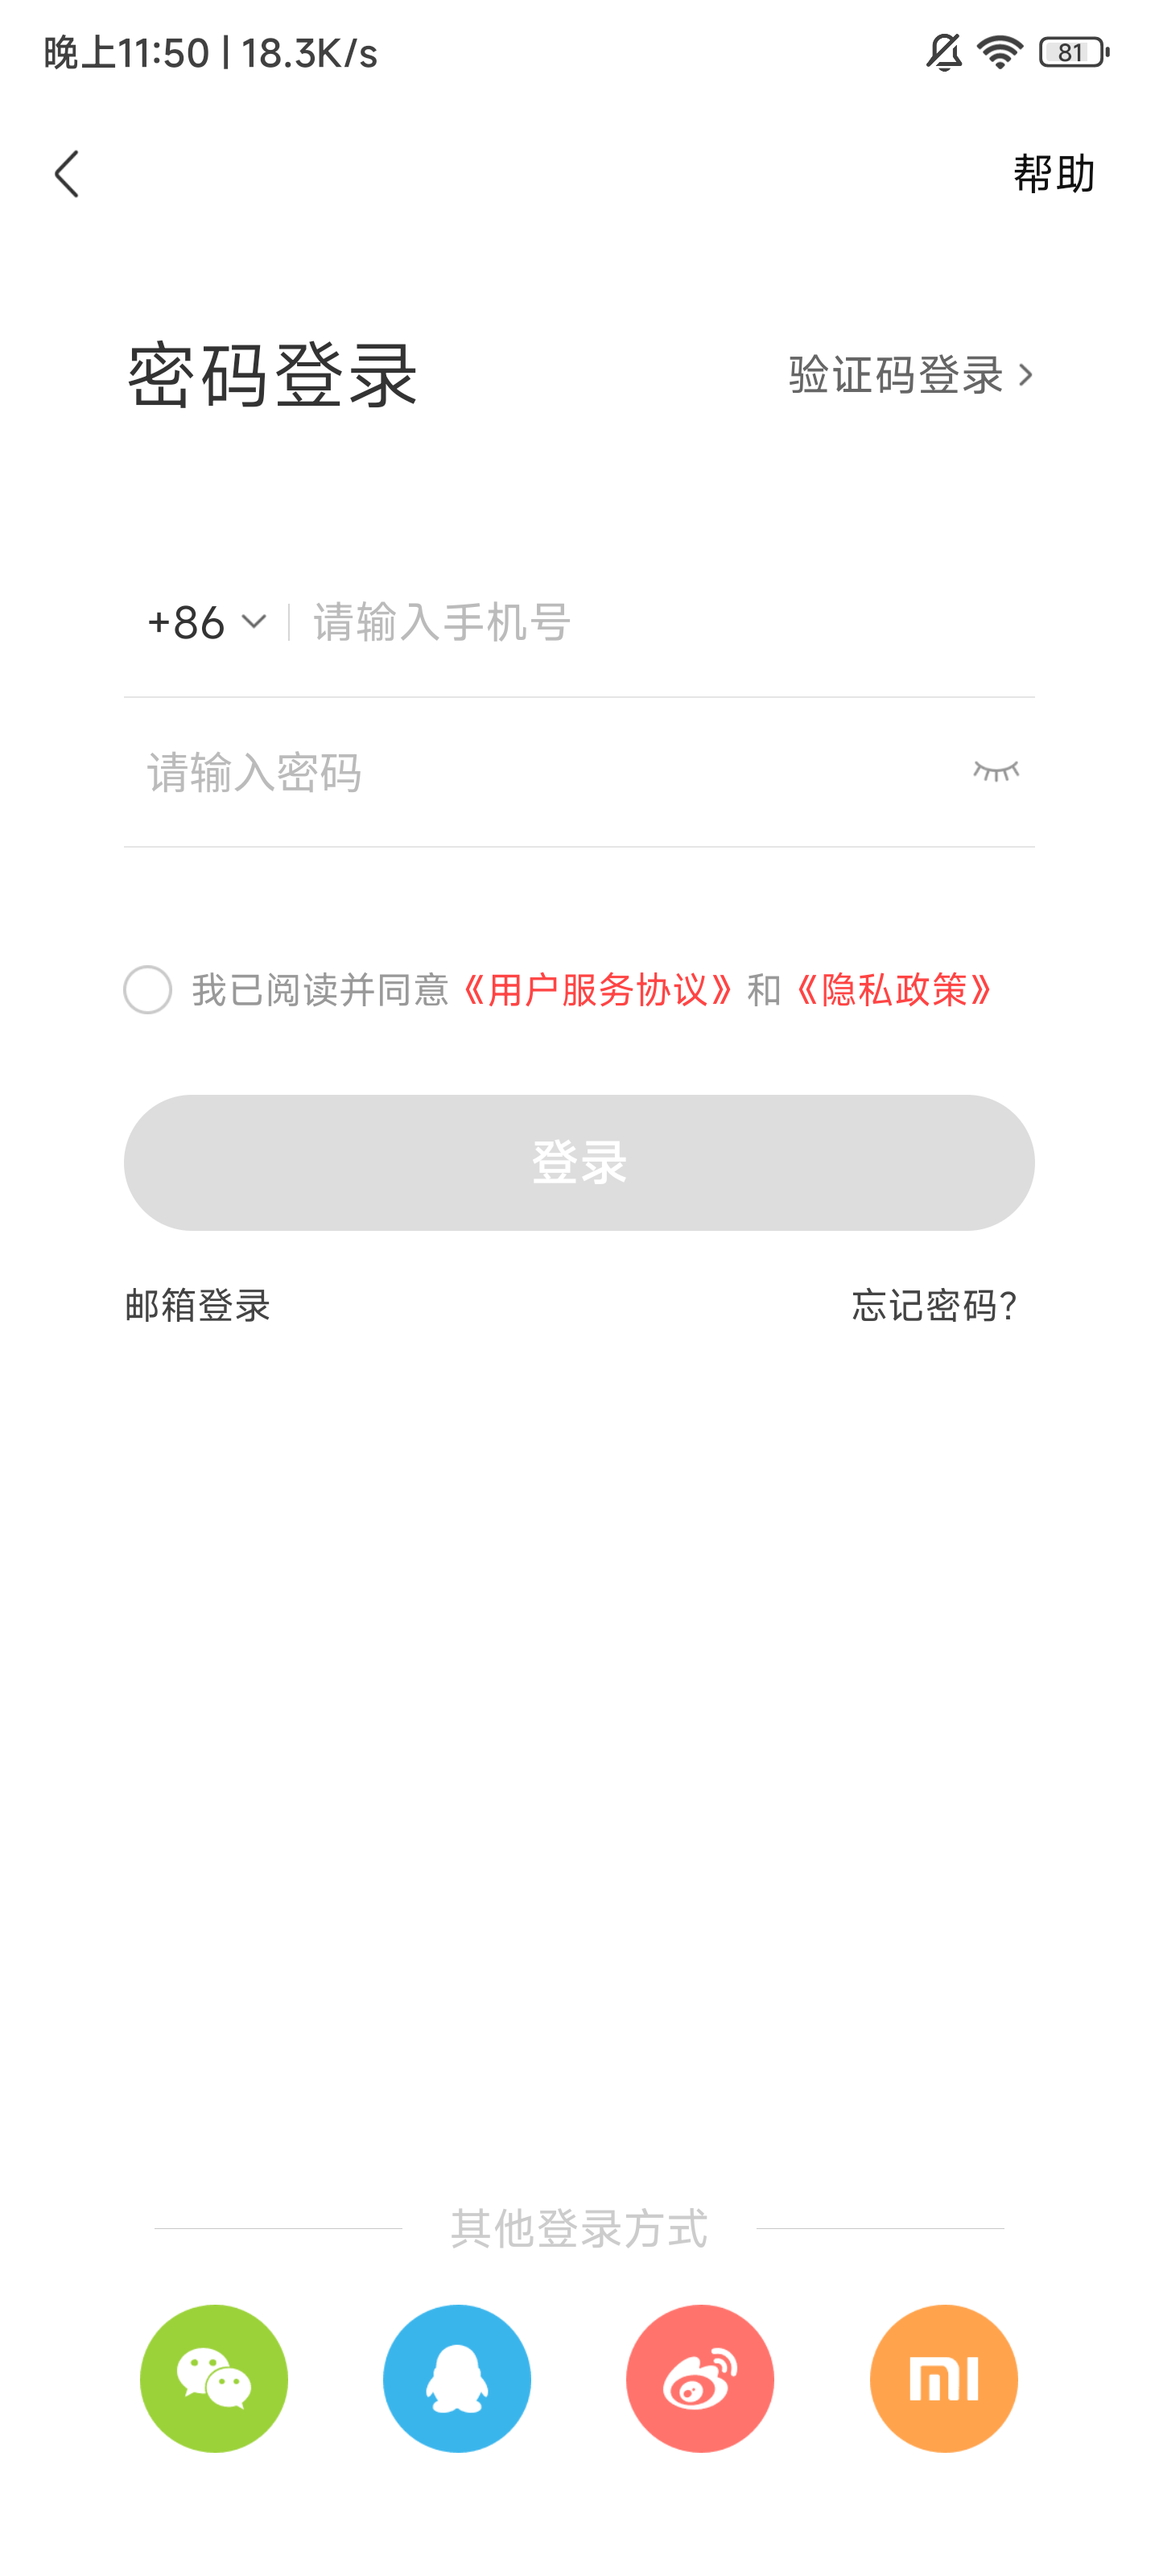 晚上11:50 | 18.3K/s
81
帮助
密码登录
验证码登录
+86
请输入手机号
请输入密码
我已阅读并同意《用户服务协议》和《隐私政策》
登录
邮箱登录
忘记密码?
其他登录方式